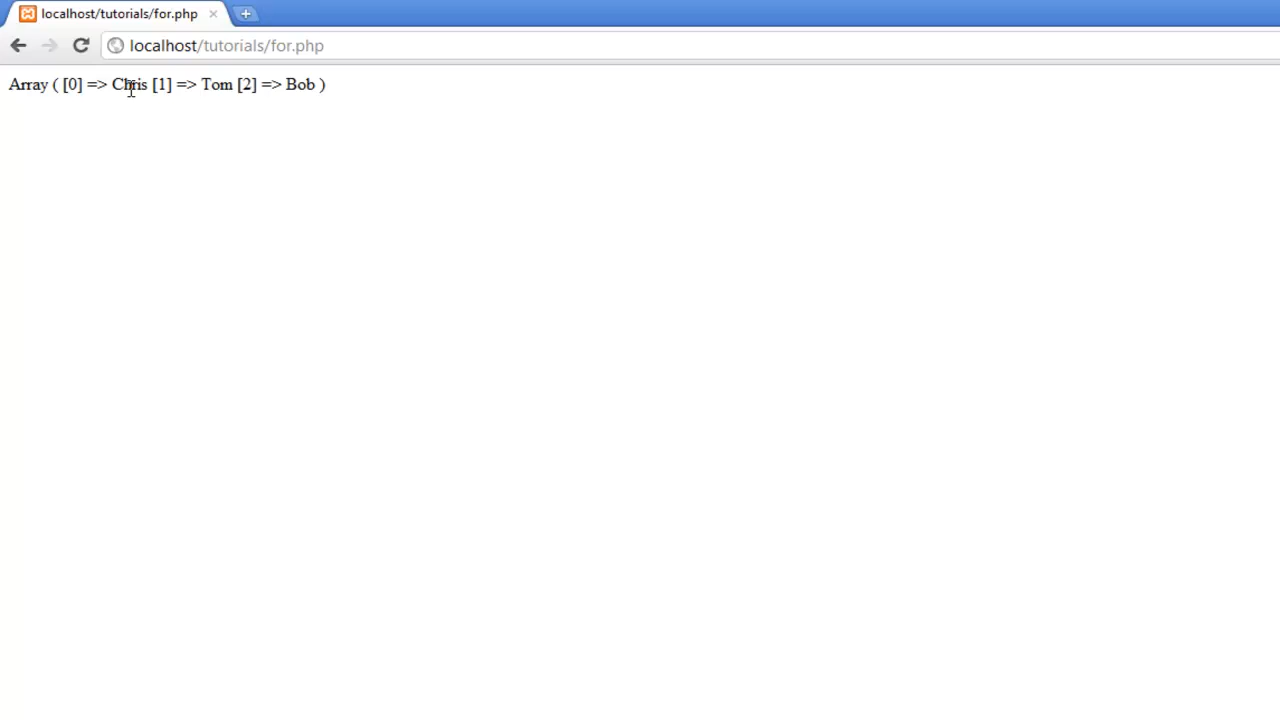 localhost/tutorials/for.php
localhost/tutorials/for.php
Array ( [0] => Chris [1] => Tom [2] => Bob )